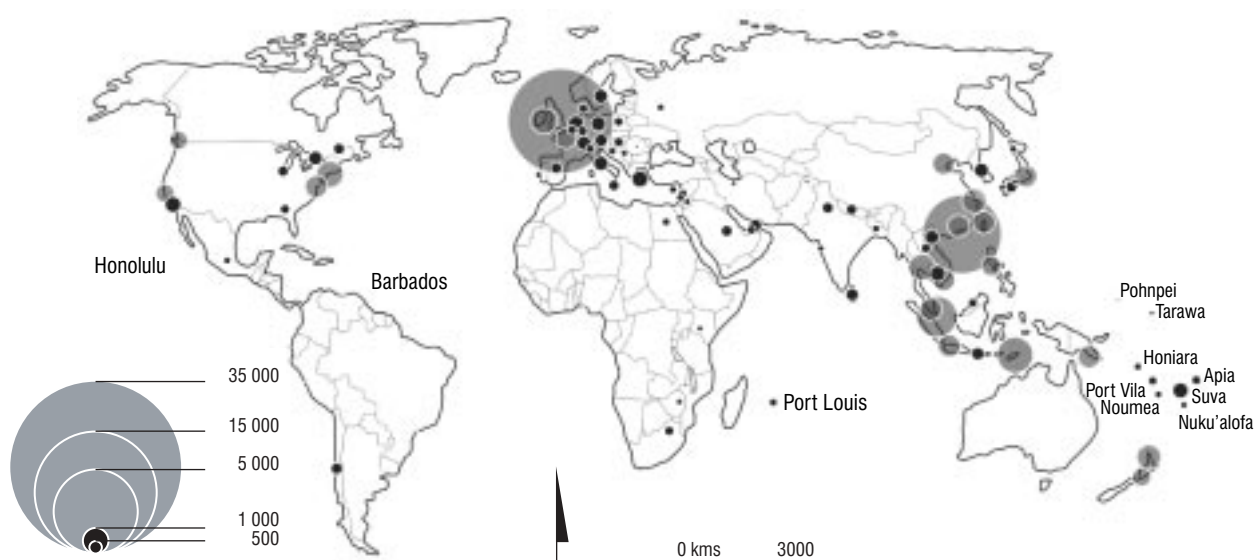 Honolulu
Barbados
Pohnpei
Tarawa
Honiara
Port Vila
Apia
Noumea
Suva
Nuku'alofa
Port Louis
35 000
15 000
5 000
1 000
500
0 kms 3000